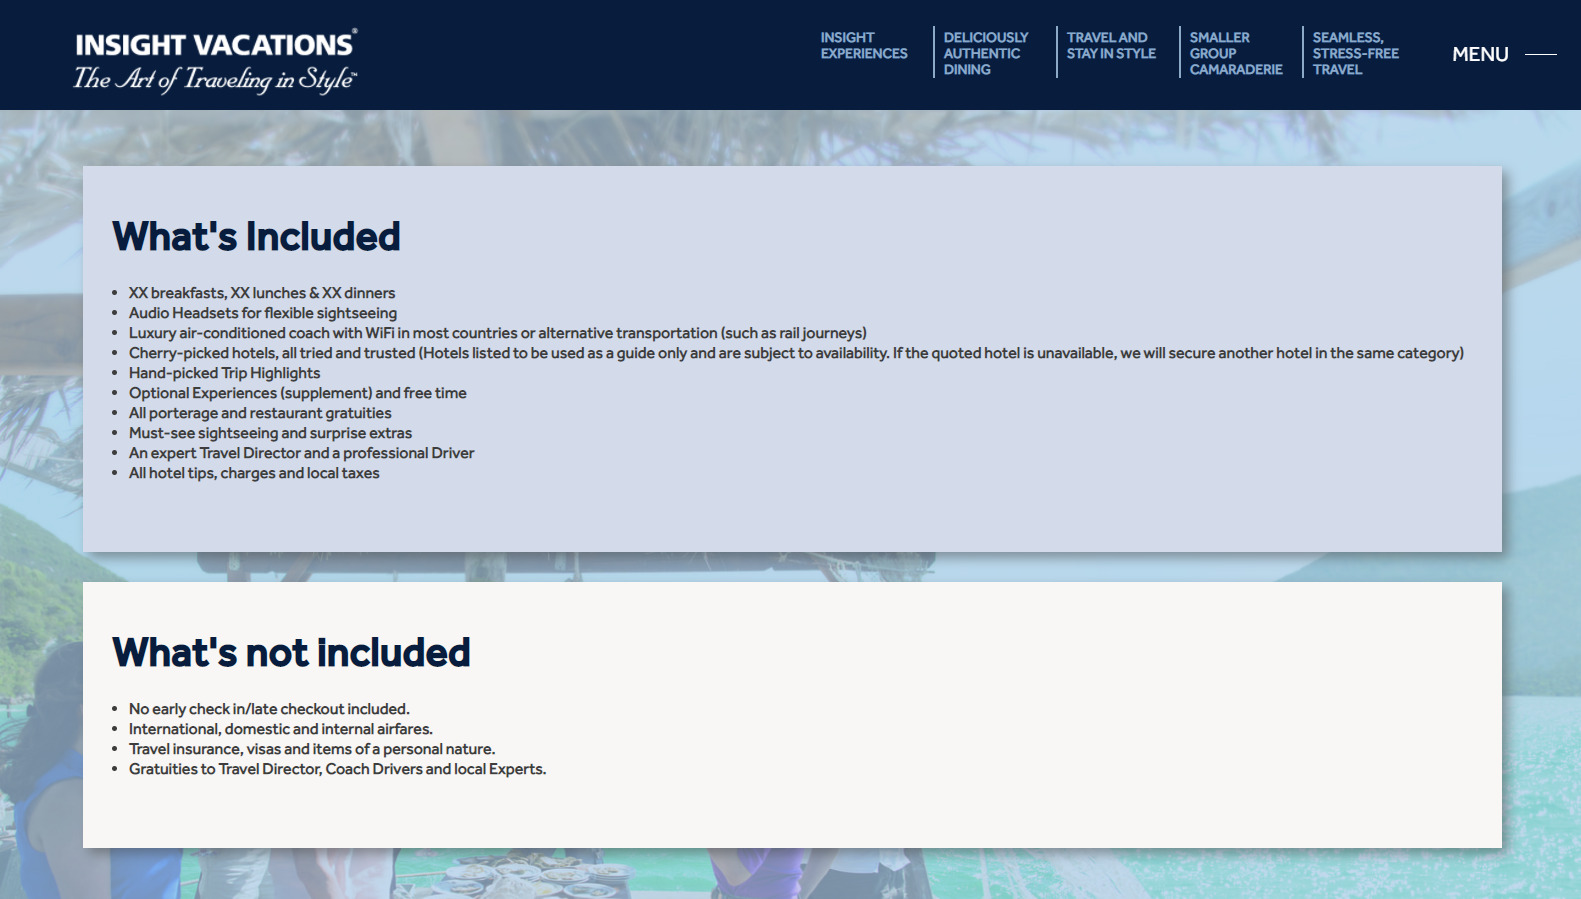 INSIGHT VACATIONS®
The Art of Traveling in Style™
INSIGHT
EXPERIENCES
DELICIOUSLY
AUTHENTIC
DINING
TRAVEL AND
STAY IN STYLE
SMALLER
GROUP
CAMARADERIE
SEAMLESS,
STRESS-FREE
TRAVEL
MENU
What's Included
• XX breakfasts, XX lunches & XX dinners
• Audio Headsets for flexible sightseeing
• Luxury air-conditioned coach with WiFi in most countries or alternative transportation (such as rail journeys)
• Cherry-picked hotels, all tried and trusted (Hotels listed to be used as a guide only and are subject to availability. If the quoted hotel is unavailable, we will secure another hotel in the same category)
• Hand-picked Trip Highlights
• Optional Experiences (supplement) and free time
• All porterage and restaurant gratuities
• Must-see sightseeing and surprise extras
• An expert Travel Director and a professional Driver
• All hotel tips, charges and local taxes
What's not included
• No early check in/late checkout included.
• International, domestic and internal airfares.
• Travel insurance, visas and items of a personal nature.
• Gratuities to Travel Director, Coach Drivers and local Experts.